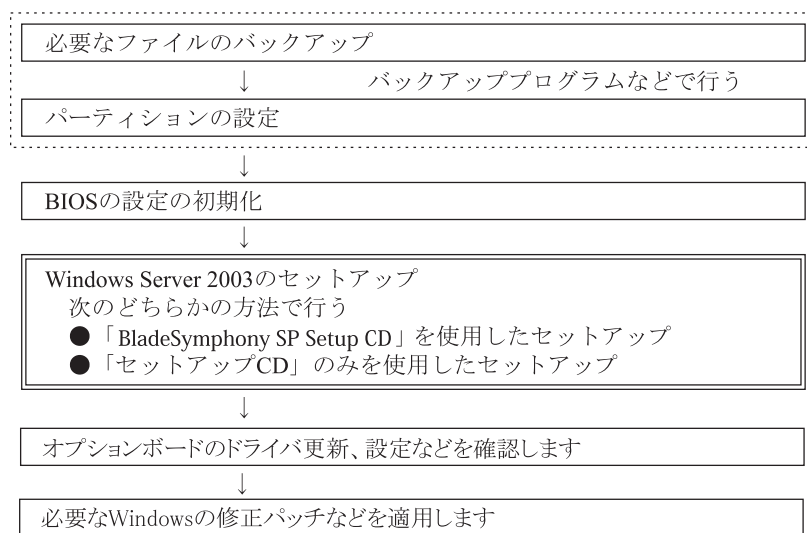 必要なファイルのバックアップ
↓ バックアッププログラムなどで行う
パーティションの設定
↓
BIOSの設定の初期化
↓
Windows Server 2003のセットアップ
次のどちらかの方法で行う
●「BladeSymphony SP Setup CD」を使用したセットアップ
●「セットアップCD」のみを使用したセットアップ
↓
オプションボードのドライバ更新、設定などを確認します
↓
必要なWindowsの修正パッチなどを適用します